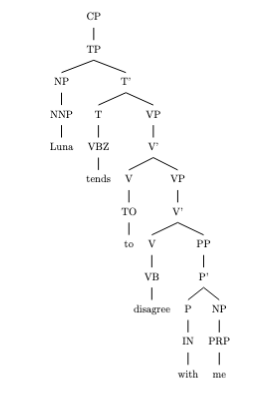 CP
TP
NP T'
NNP T VP
Luna VBZ V'
tends V VP
TO V'
to V PP
VB P'
disagree P NP
IN PRP
with me